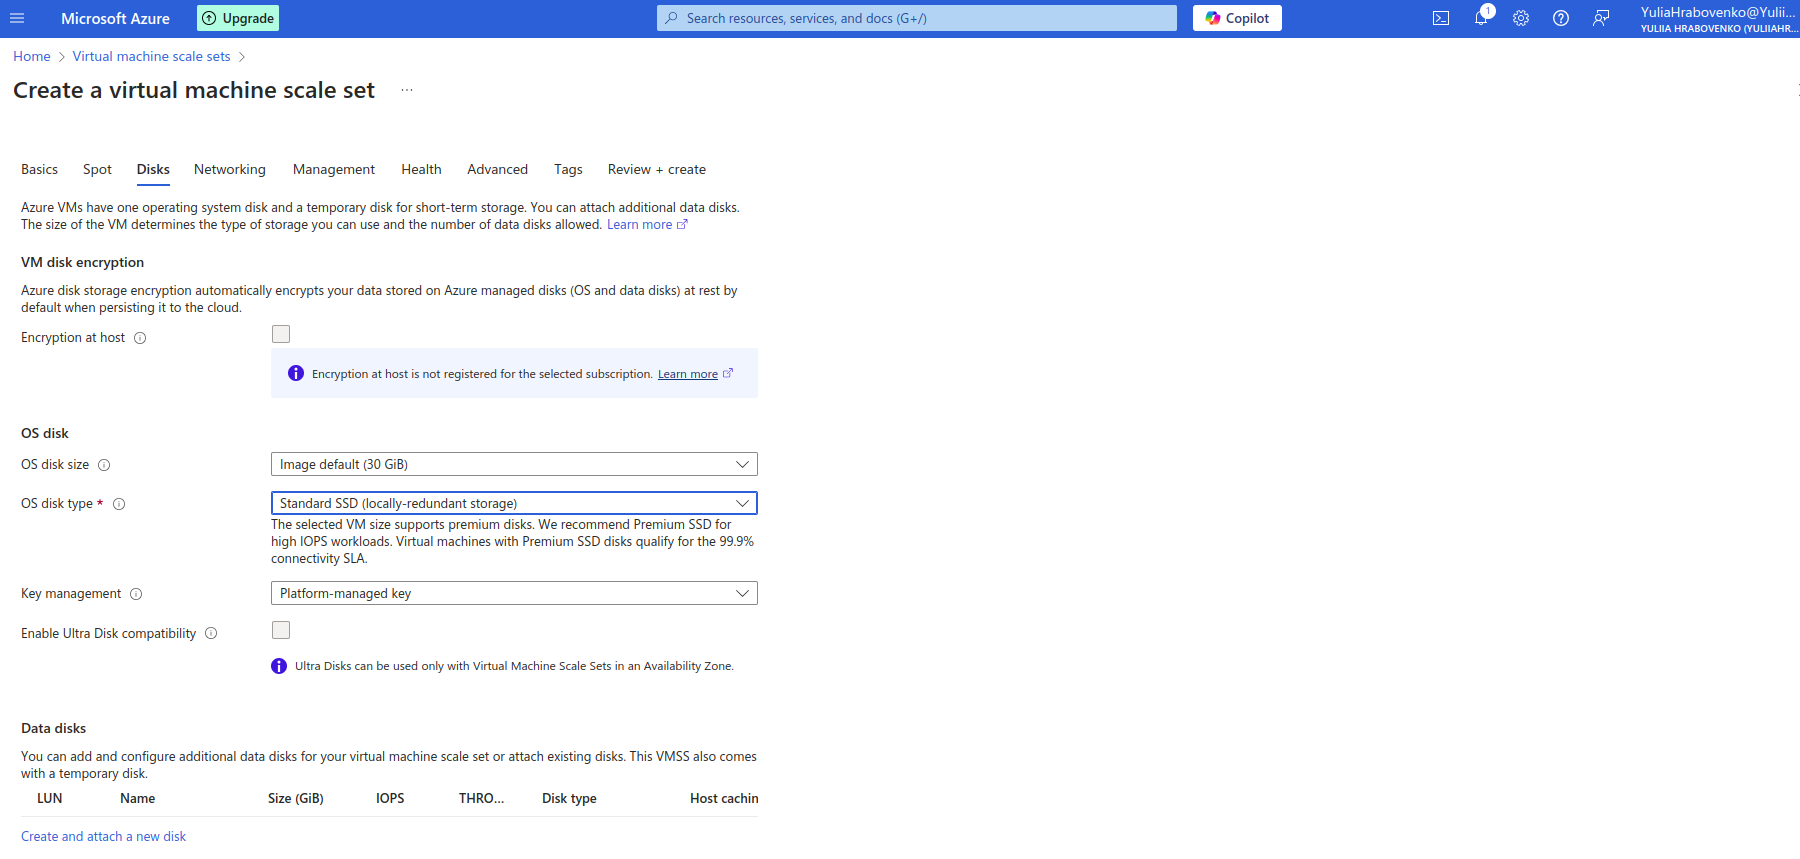 Microsoft Azure
Upgrade
Search resources, services, and docs (G+/)
Copilot
1
YuliaHrabovenko@Yulii...
YULIIA HRABOVENKO (YULIIAHR...
Home > Virtual machine scale sets >
Create a virtual machine scale set ...
Basics Spot Disks Networking Management Health Advanced Tags Review + create
Azure VMs have one operating system disk and a temporary disk for short-term storage. You can attach additional data disks.
The size of the VM determines the type of storage you can use and the number of data disks allowed. Learn more
VM disk encryption
Azure disk storage encryption automatically encrypts your data stored on Azure managed disks (OS and data disks) at rest by
default when persisting it to the cloud.
Encryption at host
Encryption at host is not registered for the selected subscription. Learn more
OS disk
OS disk size
Image default (30 GiB)
OS disk type *
Standard SSD (locally-redundant storage)
The selected VM size supports premium disks. We recommend Premium SSD for
high IOPS workloads. Virtual machines with Premium SSD disks qualify for the 99.9%
connectivity SLA.
Key management
Platform-managed key
Enable Ultra Disk compatibility
Ultra Disks can be used only with Virtual Machine Scale Sets in an Availability Zone.
Data disks
You can add and configure additional data disks for your virtual machine scale set or attach existing disks. This VMSS also comes
with a temporary disk.
LUN Name Size (GiB) IOPS THRO... Disk type Host cachin
Create and attach a new disk